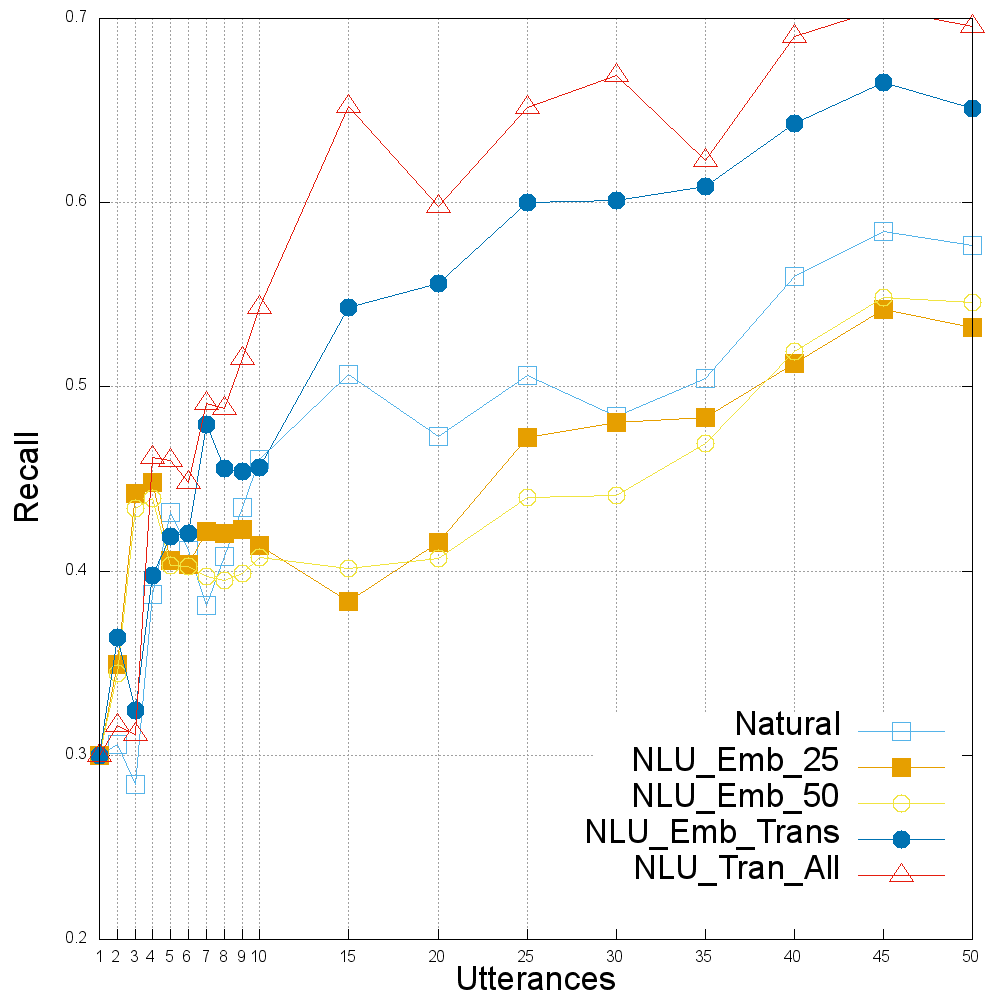 0.7
0.6
0.5
0.4
0.3
0.2
Recall
Natural
NLU_Emb_25
NLU_Emb_50
NLU_Emb_Trans
NLU_Tran_All
1 2 3 4 5 6 7 8 9 10 15 20 25 30 35 40 45 50
Utterances